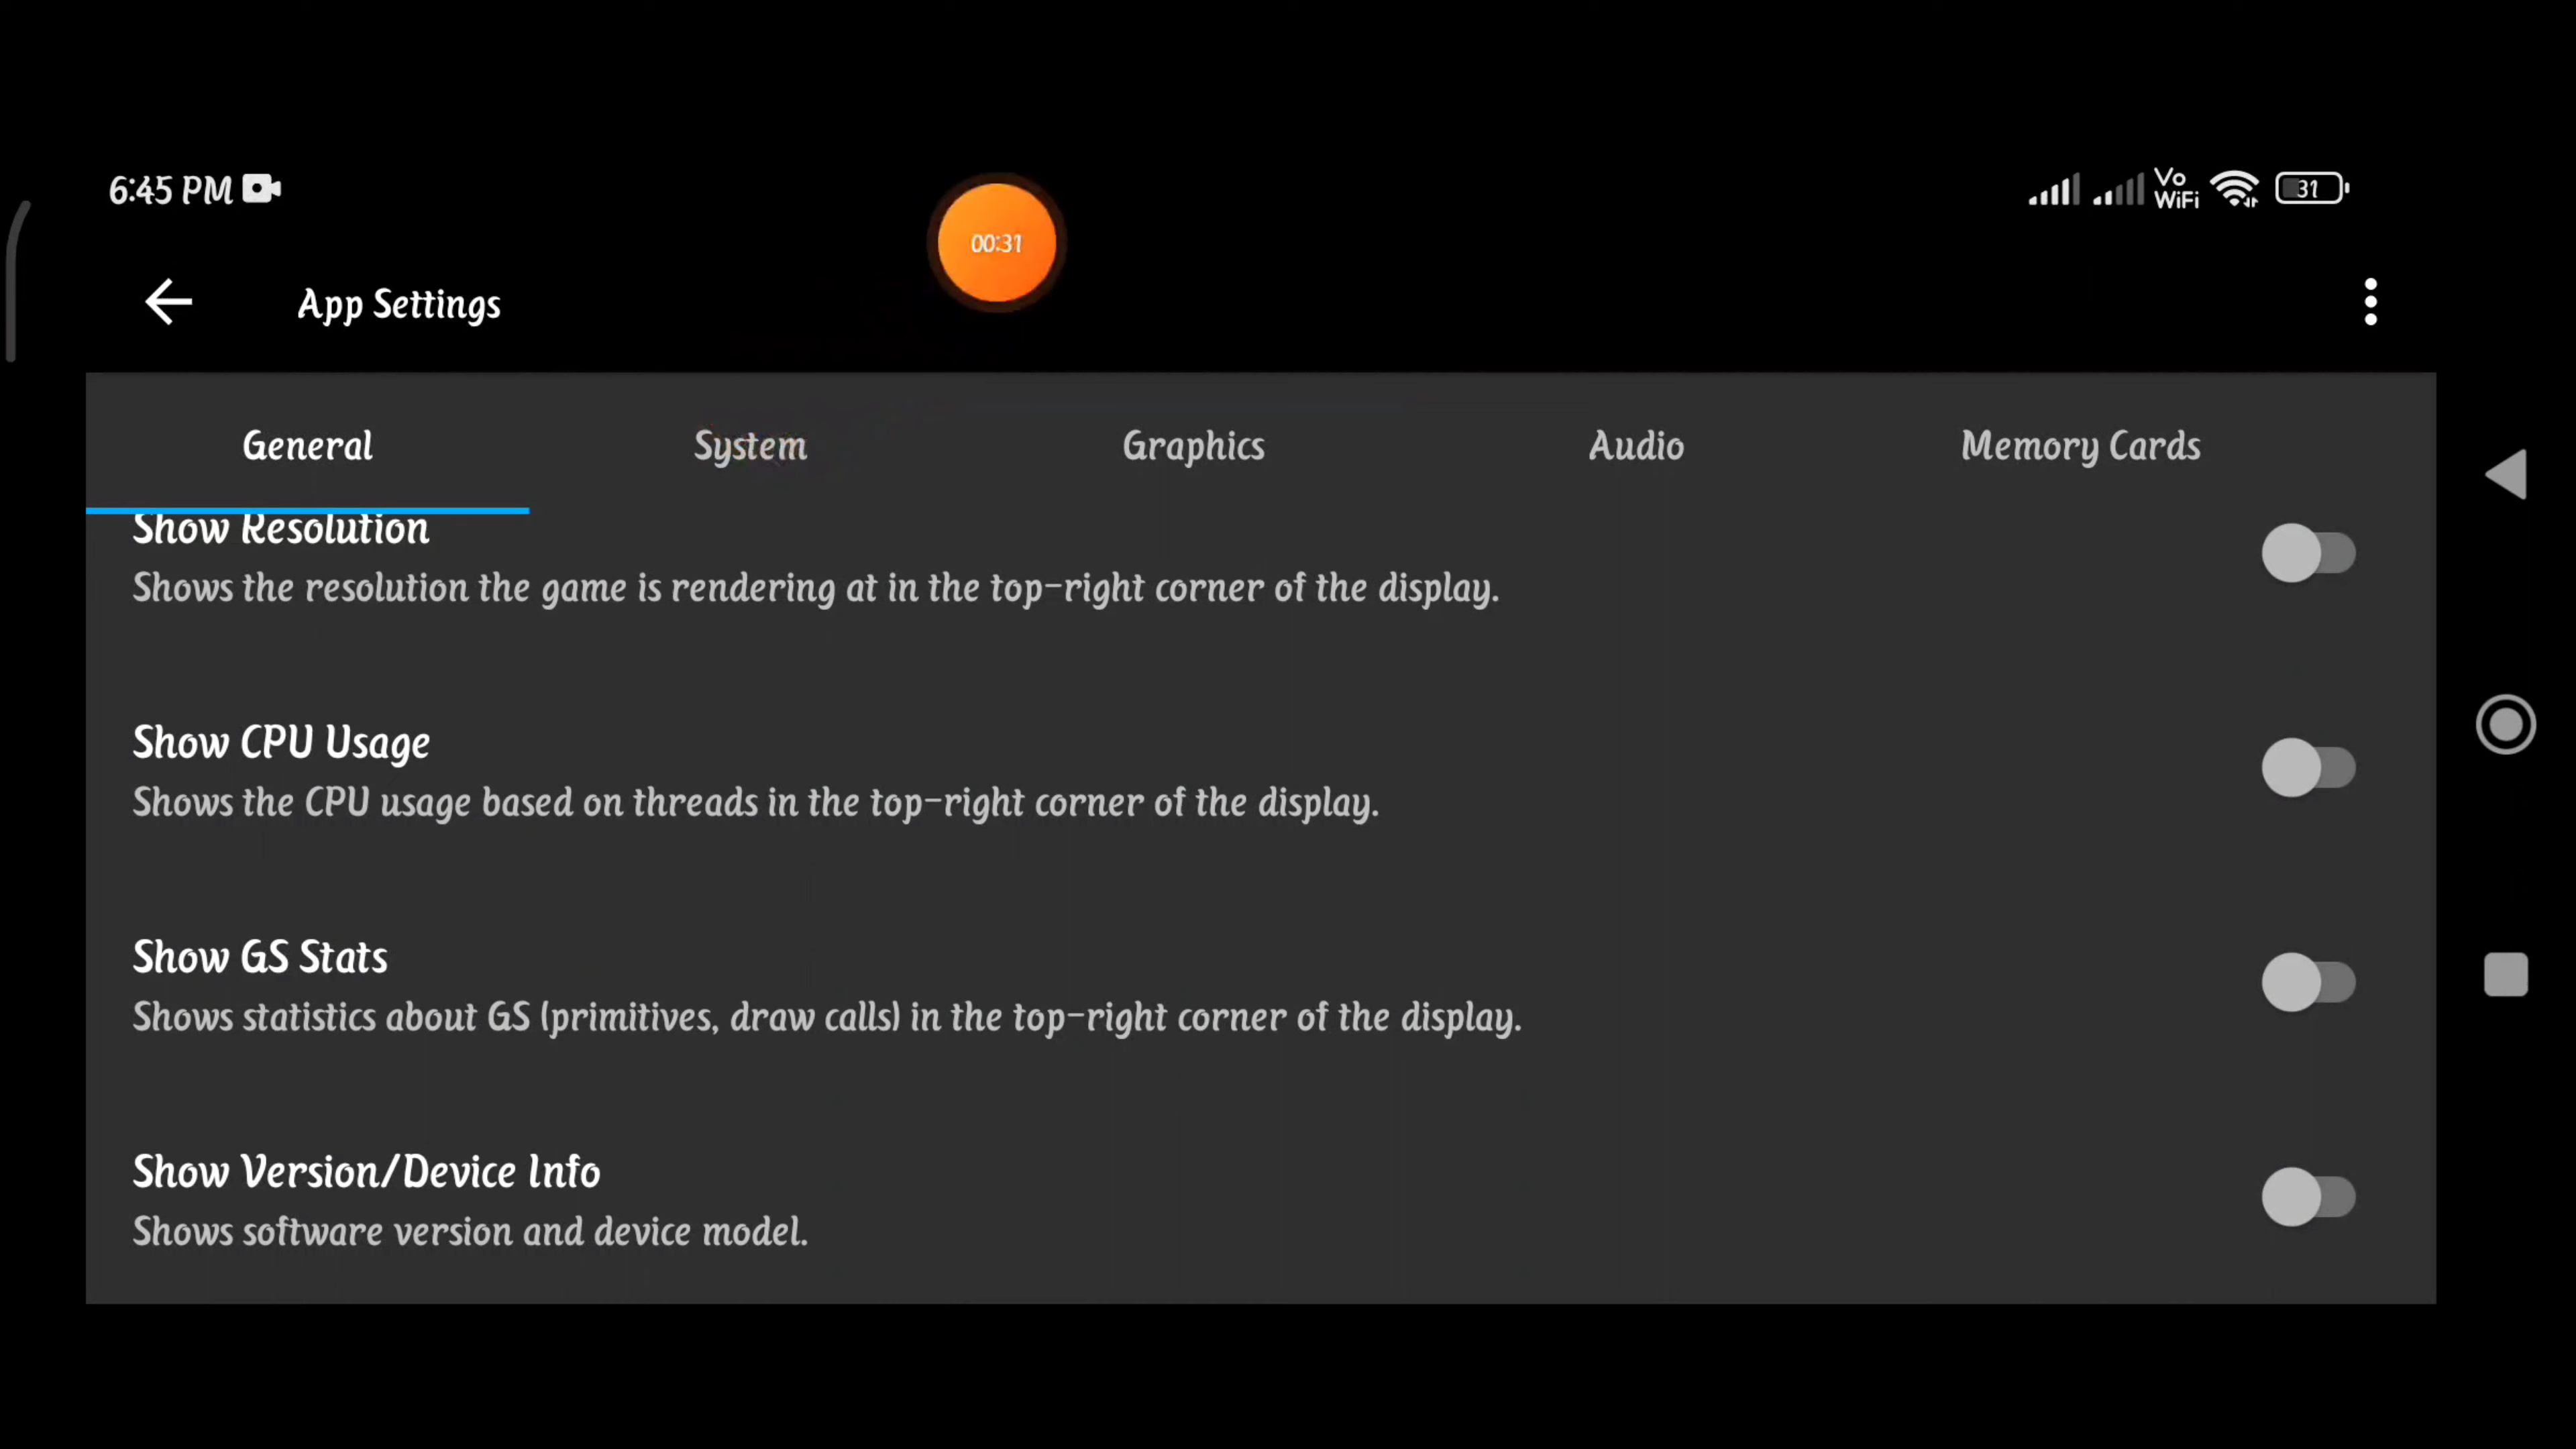 6:45 PM
Vo
WiFi
31
00:31
App Settings
General
System
Graphics
Audio
Memory Cards
Show Resolution
Shows the resolution the game is rendering at in the top-right corner of the display.
Show CPU Usage
Shows the CPU usage based on threads in the top-right corner of the display.
Show GS Stats
Shows statistics about GS (primitives, draw calls) in the top-right corner of the display.
Show Version/Device Info
Shows software version and device model.